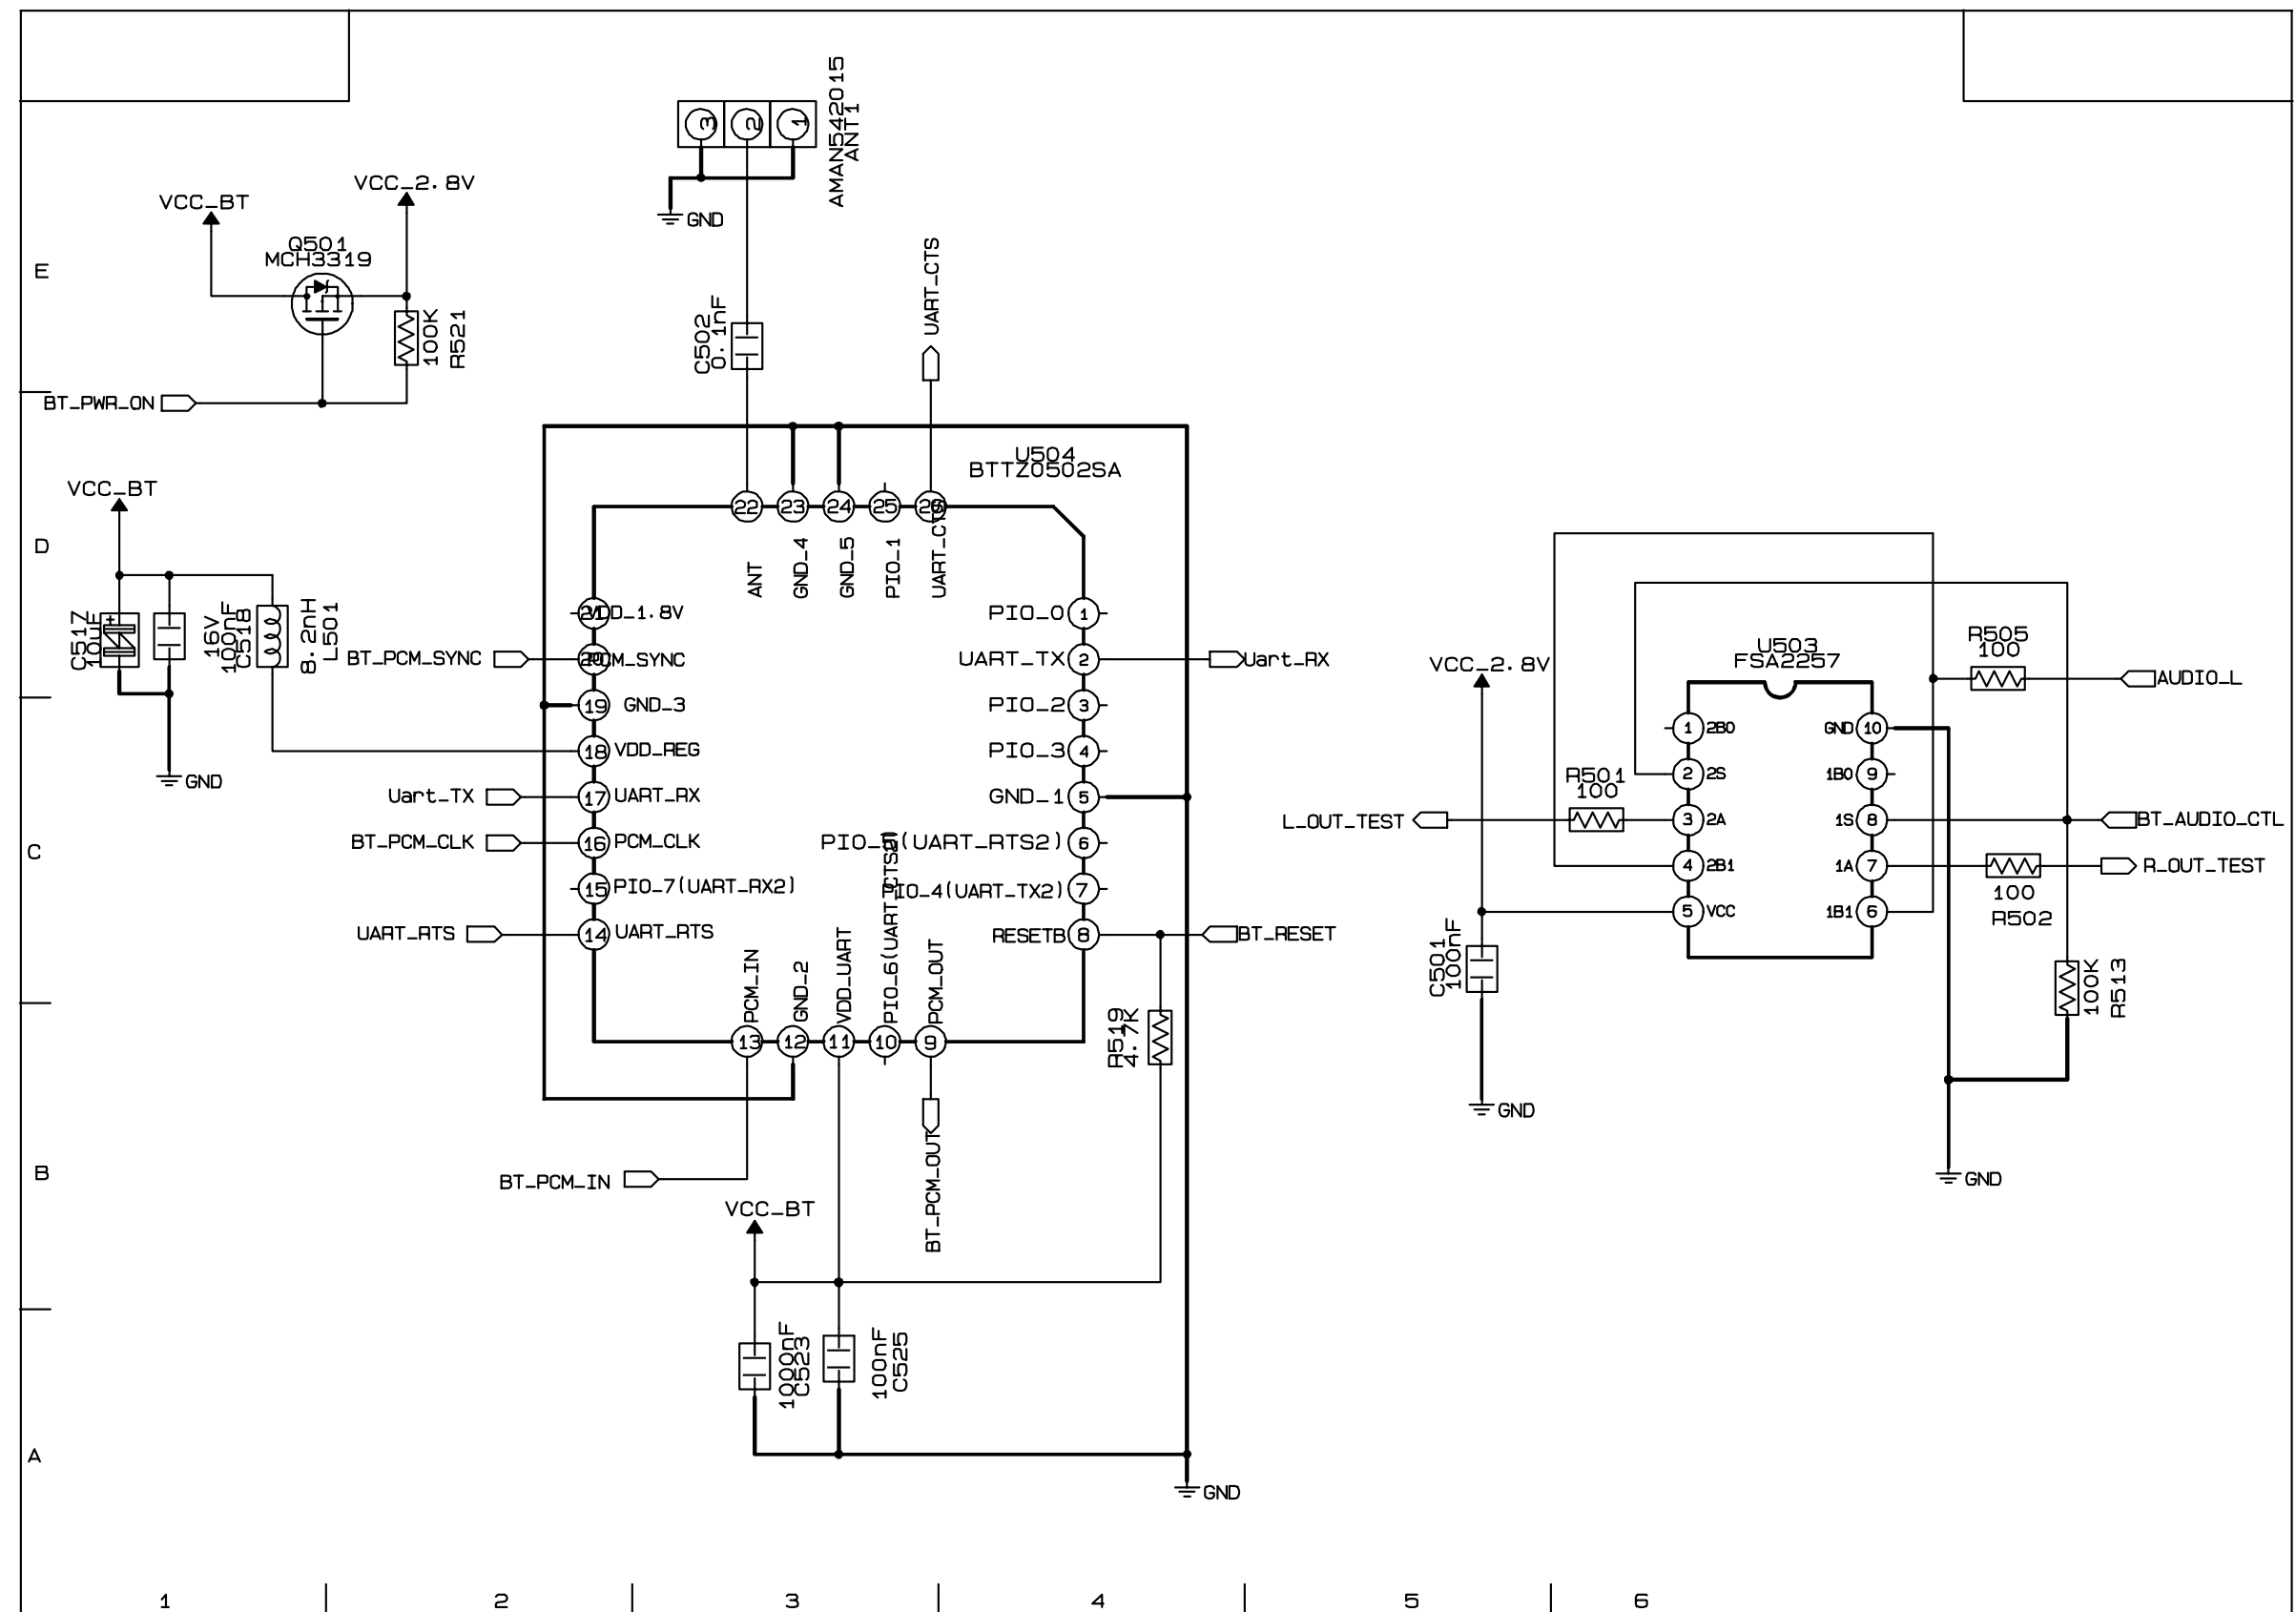 AMAN542015
ANT1
3
2
1
GND
VCC_BT
VCC_2.8V
Q501
MCH3319
100K
R521
BT_PWR_ON
E
C502
0.1nF
UART_CTS
U504
BTTZ0502SA
22
23
24
25
26
ANT
GND_4
GND_5
PIO_1
UART_CTS
VCC_BT
D
C517
10uF
16V
100nF
C518
8.2nH
L501
GND
21
VDD_1.8V
BT_PCM_SYNC
20
PCM_SYNC
19
GND_3
18
VDD_REG
Uart_TX
17
UART_RX
BT_PCM_CLK
16
PCM_CLK
15
PIO_7(UART_RX2)
UART_RTS
14
UART_RTS
PIO_0
1
UART_TX
2
Uart_RX
PIO_2
3
PIO_3
4
GND_1
5
PIO_5(UART_RTS2)
6
PIO_4(UART_TX2)
7
RESETB
8
BT_RESET
PCM_IN
GND_2
VDD_UART
PIO_6(UART_CTS2)
PCM_OUT
13
12
11
10
9
R519
4.7K
BT_PCM_IN
BT_PCM_OUT
VCC_BT
1000nF
C523
100nF
C525
GND
VCC_2.8V
U503
FSA2257
R505
100
AUDIO_L
1
2B0
GND
10
2
2S
1B0
9
R501
100
L_OUT_TEST
3
2A
1S
8
BT_AUDIO_CTL
4
2B1
1A
7
R_OUT_TEST
100
R502
5
VCC
1B1
6
C501
100nF
GND
100K
R513
GND
C
B
A
1
2
3
4
5
6